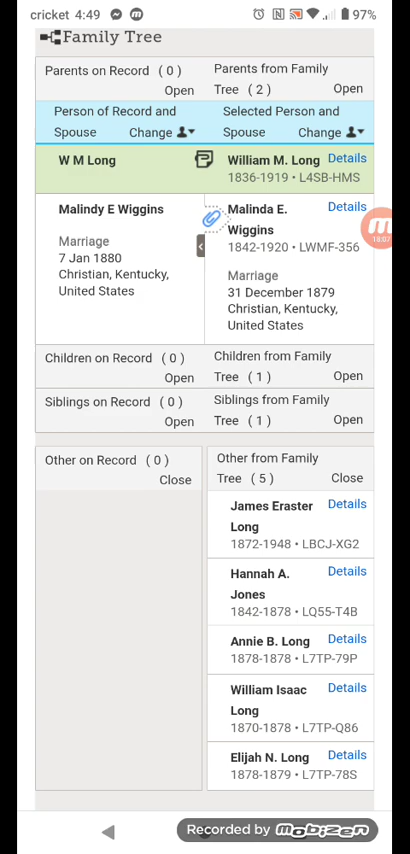 cricket 4:49 97%
Family Tree
Parents on Record ( 0 )
Open
Parents from Family
Tree ( 2 ) Open
Person of Record and
Spouse Change
Selected Person and
Spouse Change
W M Long
William M. Long Details
1836-1919 • L4SB-HMS
Malindy E Wiggins
Marriage
7 Jan 1880
Christian, Kentucky,
United States
Malinda E. Details
Wiggins
1842-1920 • LWMF-356
Marriage
31 December 1879
Christian, Kentucky,
United States
18:07
Children on Record ( 0 )
Open
Children from Family
Tree ( 1 ) Open
Siblings on Record ( 0 )
Open
Siblings from Family
Tree ( 1 ) Open
Other on Record ( 0 )
Close
Other from Family
Tree ( 5 ) Close
James Eraster Details
Long
1872-1948 • LBCJ-XG2
Hannah A. Details
Jones
1842-1878 • LQ55-T4B
Annie B. Long Details
1878-1878 • L7TP-79P
William Isaac Details
Long
1870-1878 • L7TP-Q86
Elijah N. Long Details
1878-1879 • L7TP-78S
Recorded by mobizen